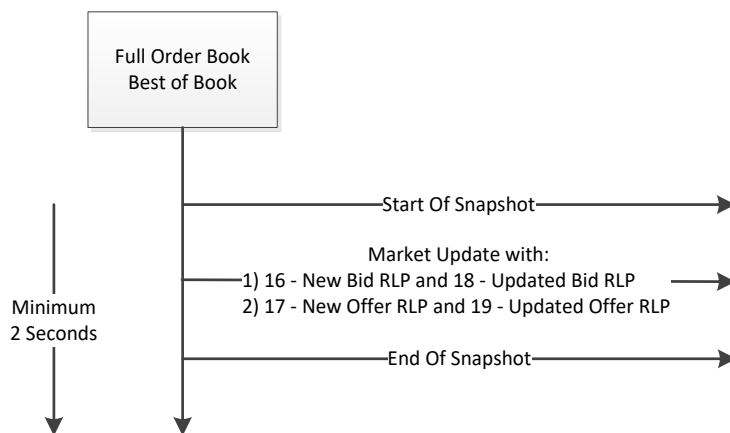 Full Order Book
Best of Book
Start Of Snapshot
Market Update with:
1) 16 - New Bid RLP and 18 - Updated Bid RLP
2) 17 - New Offer RLP and 19 - Updated Offer RLP
Minimum
2 Seconds
End Of Snapshot